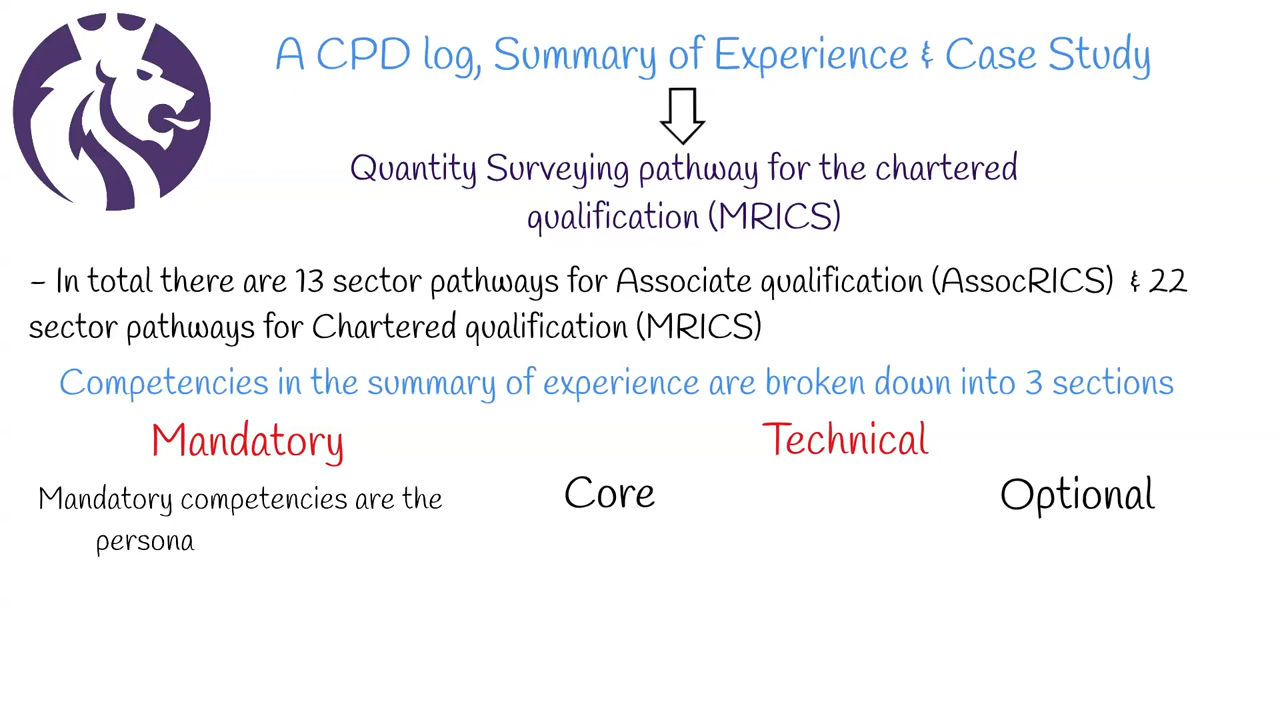 A CPD log, Summary of Experience & Case Study
Quantity Surveying pathway for the chartered
qualification (MRICS)
- In total there are 13 sector pathways for Associate qualification (AssocRICS) & 22
sector pathways for Chartered qualification (MRICS)
Competencies in the summary of experience are broken down into 3 sections
Mandatory
Technical
Mandatory competencies are the
persona
Core
Optional